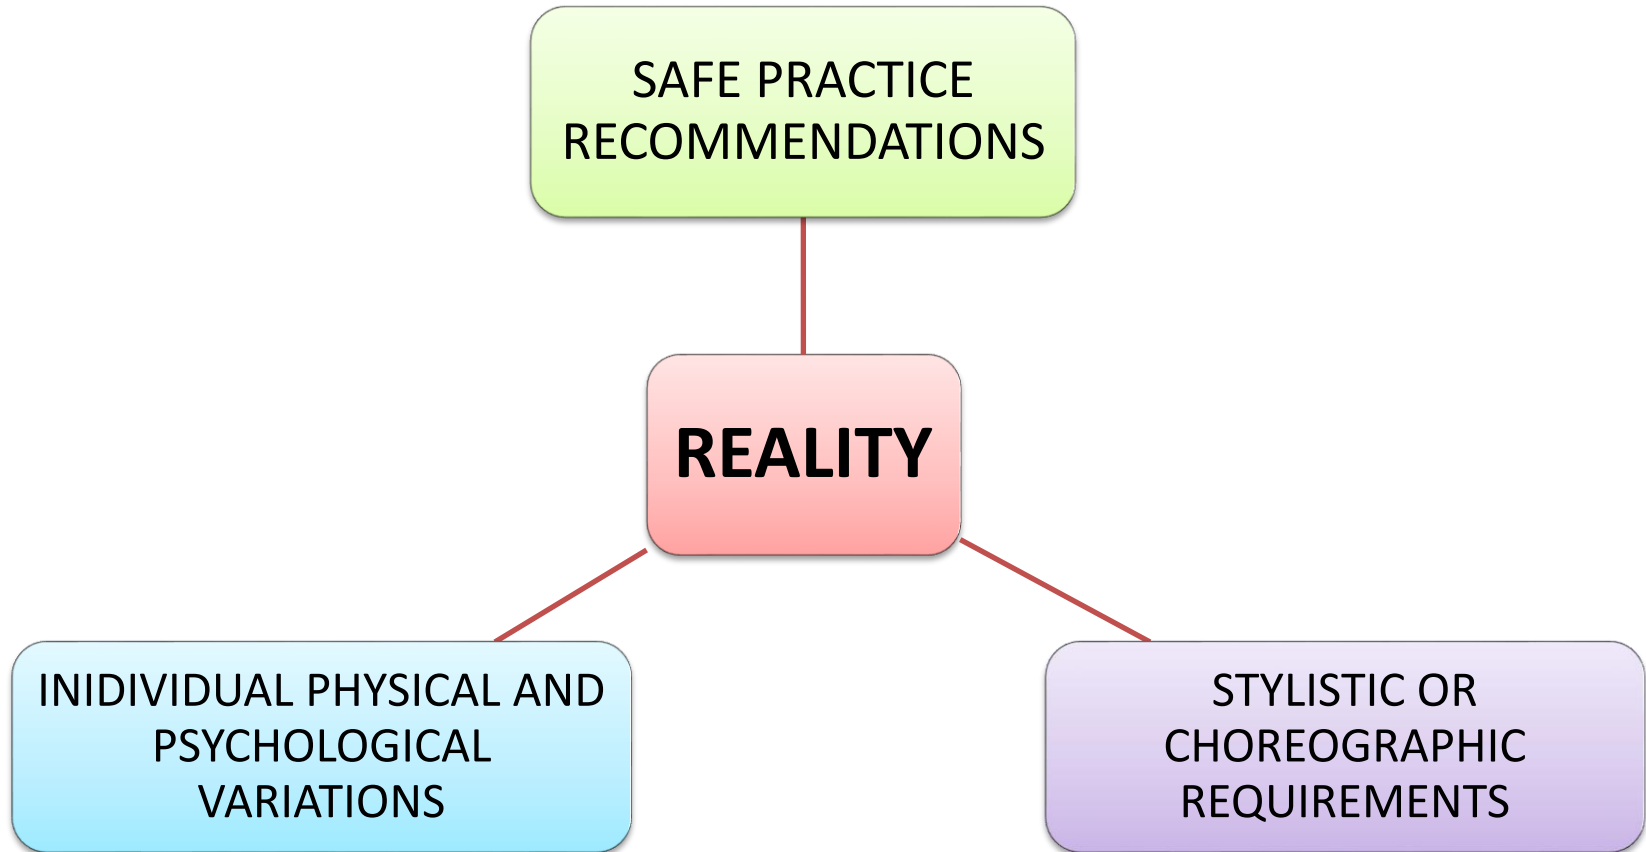 SAFE PRACTICE
RECOMMENDATIONS
REALITY
INIDIVIDUAL PHYSICAL AND
PSYCHOLOGICAL
VARIATIONS
STYLISTIC OR
CHOREOGRAPHIC
REQUIREMENTS